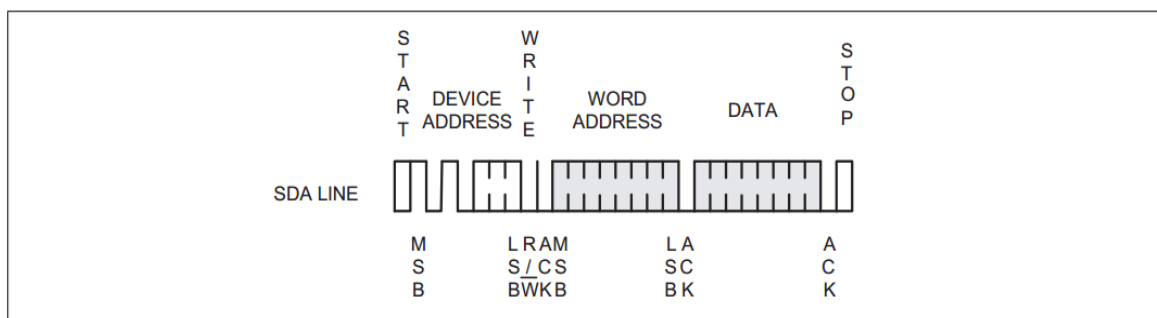 START
WRITE
STOP
DEVICE
ADDRESS
WORD
ADDRESS
DATA
SDA LINE
MSB
LSB
R/W
ACK
MSB
LSB
ACK
ACK